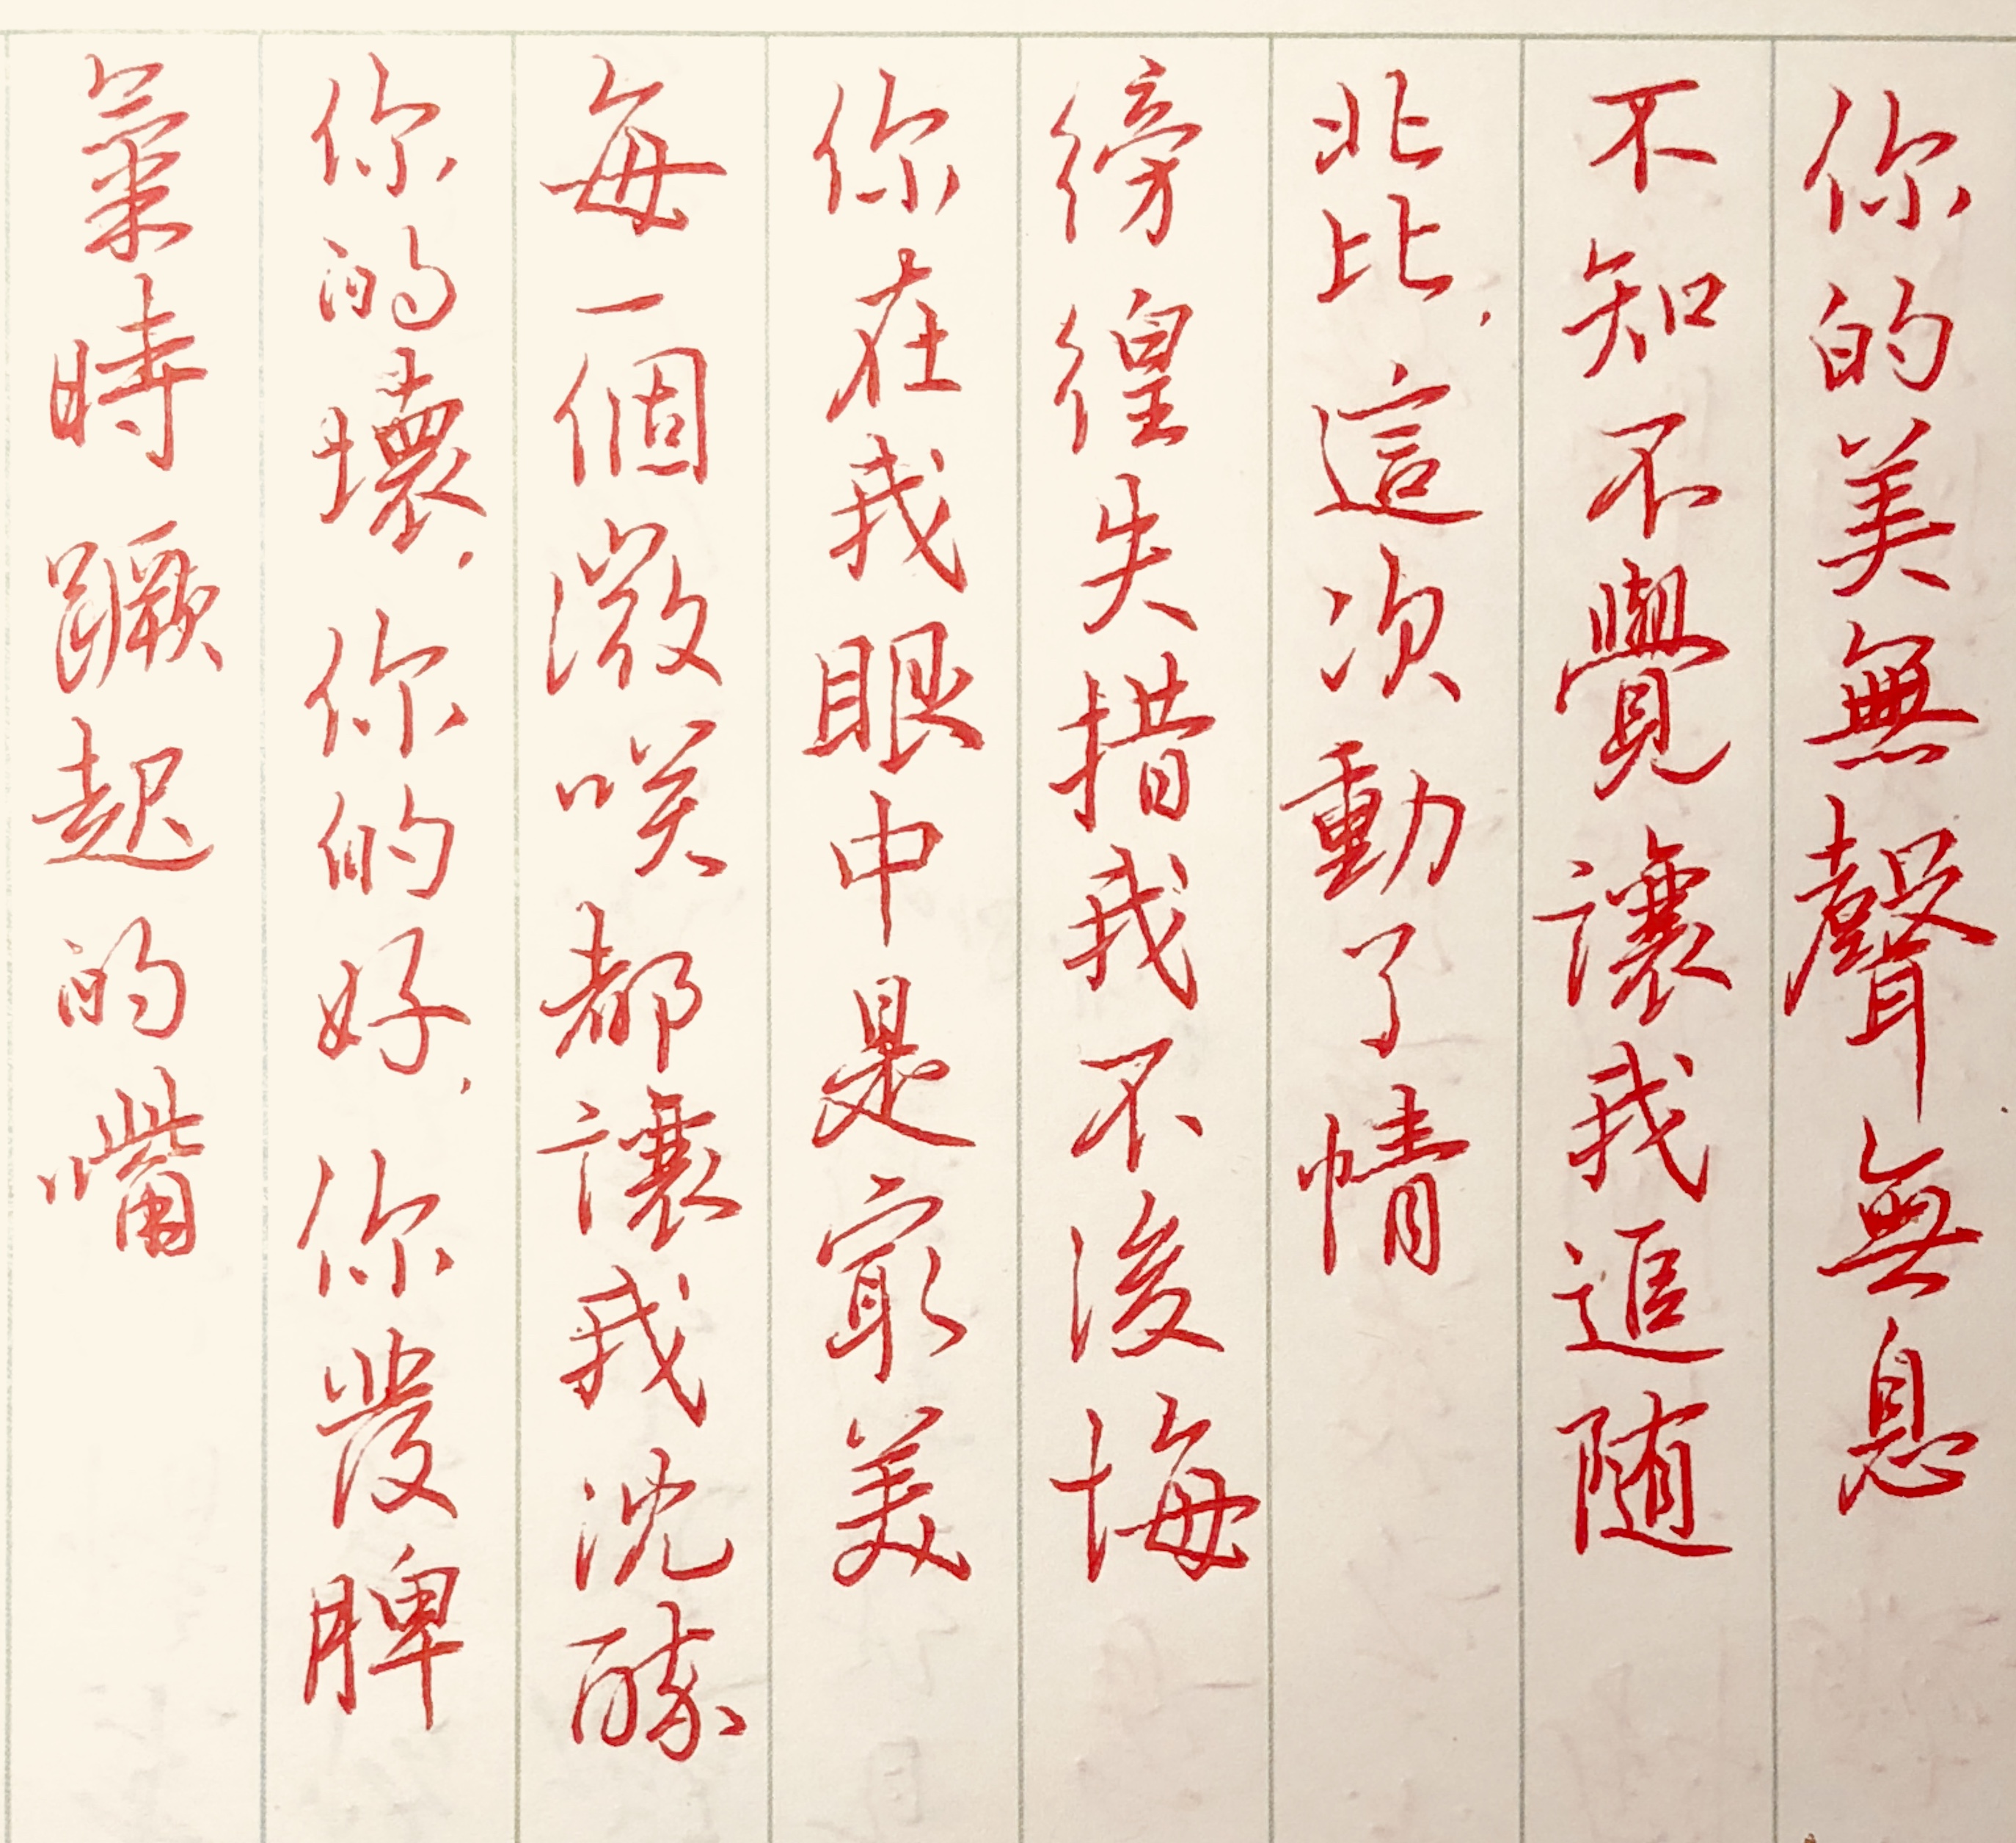 你的美無聲無息
不知不覺讓我追随
北比,這次動了情
徬徨失措我不後悔
你在我眼中是最美
每一個微咲都讓我沈醉
你的壞,你的好,你發脾
氣時蹶起的嘴